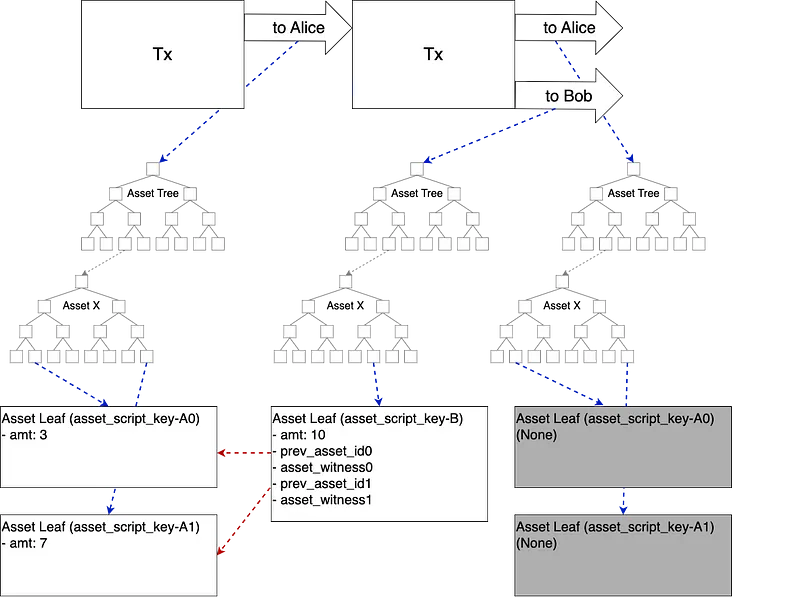 Tx
to Alice
Tx
to Alice
to Bob
Asset Tree
Asset Tree
Asset Tree
Asset X
Asset X
Asset X
Asset Leaf (asset_script_key-A0)
- amt: 3
Asset Leaf (asset_script_key-B)
- amt: 10
- prev_asset_id0
- asset_witness0
- prev_asset_id1
- asset_witness1
Asset Leaf (asset_script_key-A0)
(None)
Asset Leaf (asset_script_key-A1)
- amt: 7
Asset Leaf (asset_script_key-A1)
(None)